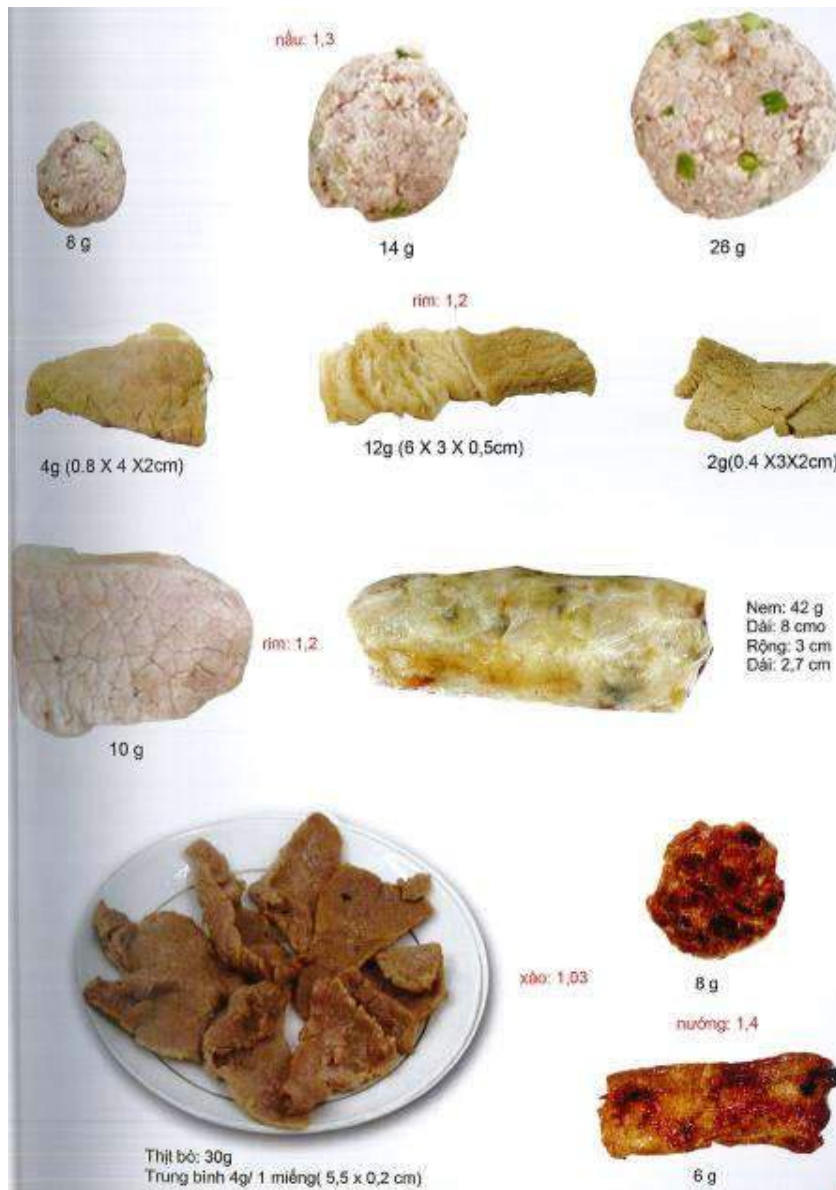 nấu: 1,3
8 g
14 g
26 g
rim: 1,2
4g (0.8 X 4 X2cm)
12g (6 X 3 X 0,5cm)
2g(0.4 X3X2cm)
rim: 1,2
Nem: 42 g
Dài: 8 cmo
Rộng: 3 cm
Dài: 2,7 cm
10 g
xào: 1,03
8 g
nướng: 1,4
Thịt bò: 30g
Trung bình 4g/ 1 miếng( 5,5 x 0,2 cm)
6 g